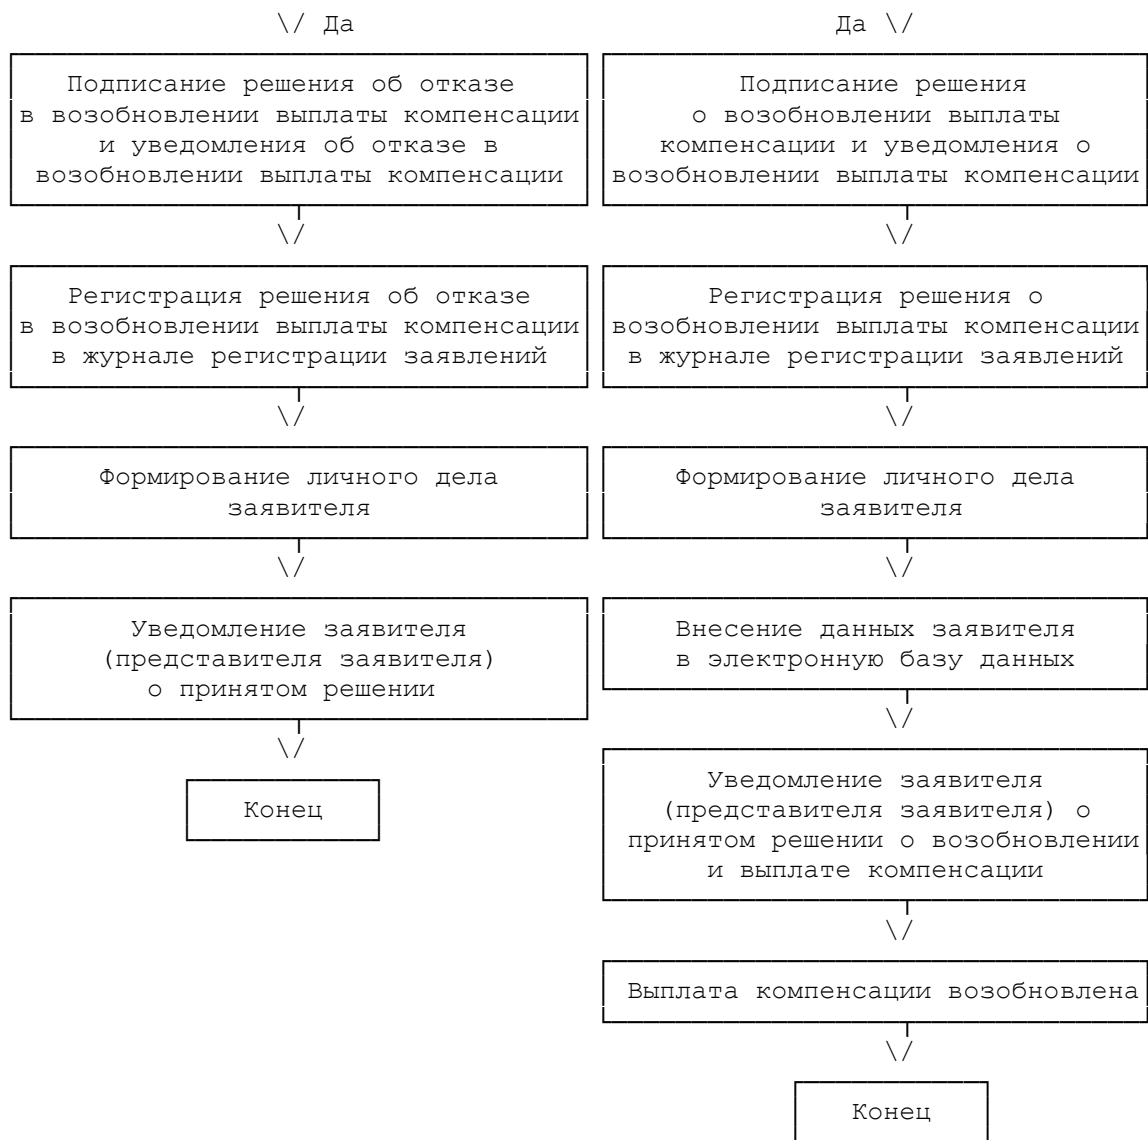 \/ Да
Подписание решения об отказе
в возобновлении выплаты компенсации
и уведомления об отказе в
возобновлении выплаты компенсации
\/
Регистрация решения об отказе
в возобновлении выплаты компенсации
в журнале регистрации заявлений
\/
Формирование личного дела
заявителя
\/
Уведомление заявителя
(представителя заявителя)
о принятом решении
\/
Конец
Да \/
Подписание решения
о возобновлении выплаты
компенсации и уведомления о
возобновлении выплаты компенсации
\/
Регистрация решения о
возобновлении выплаты компенсации
в журнале регистрации заявлений
\/
Формирование личного дела
заявителя
\/
Внесение данных заявителя
в электронную базу данных
\/
Уведомление заявителя
(представителя заявителя) о
принятом решении о возобновлении
и выплате компенсации
\/
Выплата компенсации возобновлена
\/
Конец